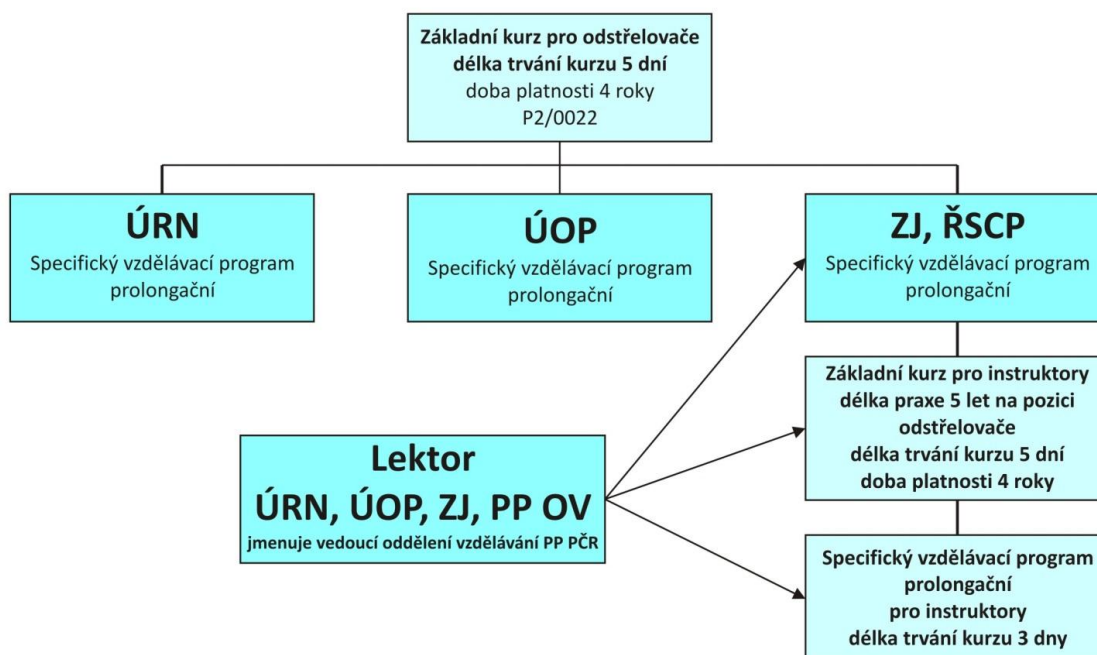 Základní kurz pro odstřelovače
délka trvání kurzu 5 dní
doba platnosti 4 roky
P2/0022
ÚRN
Specifický vzdělávací program
prolongační
ÚOP
Specifický vzdělávací program
prolongační
ZJ, ŘSCP
Specifický vzdělávací program
prolongační
Základní kurz pro instruktory
délka praxe 5 let na pozici
odstřelovače
délka trvání kurzu 5 dní
doba platnosti 4 roky
Lektor
ÚRN, ÚOP, ZJ, PP OV
jmenuje vedoucí oddělení vzdělávání PP PČR
Specifický vzdělávací program
prolongační
pro instruktory
délka trvání kurzu 3 dny